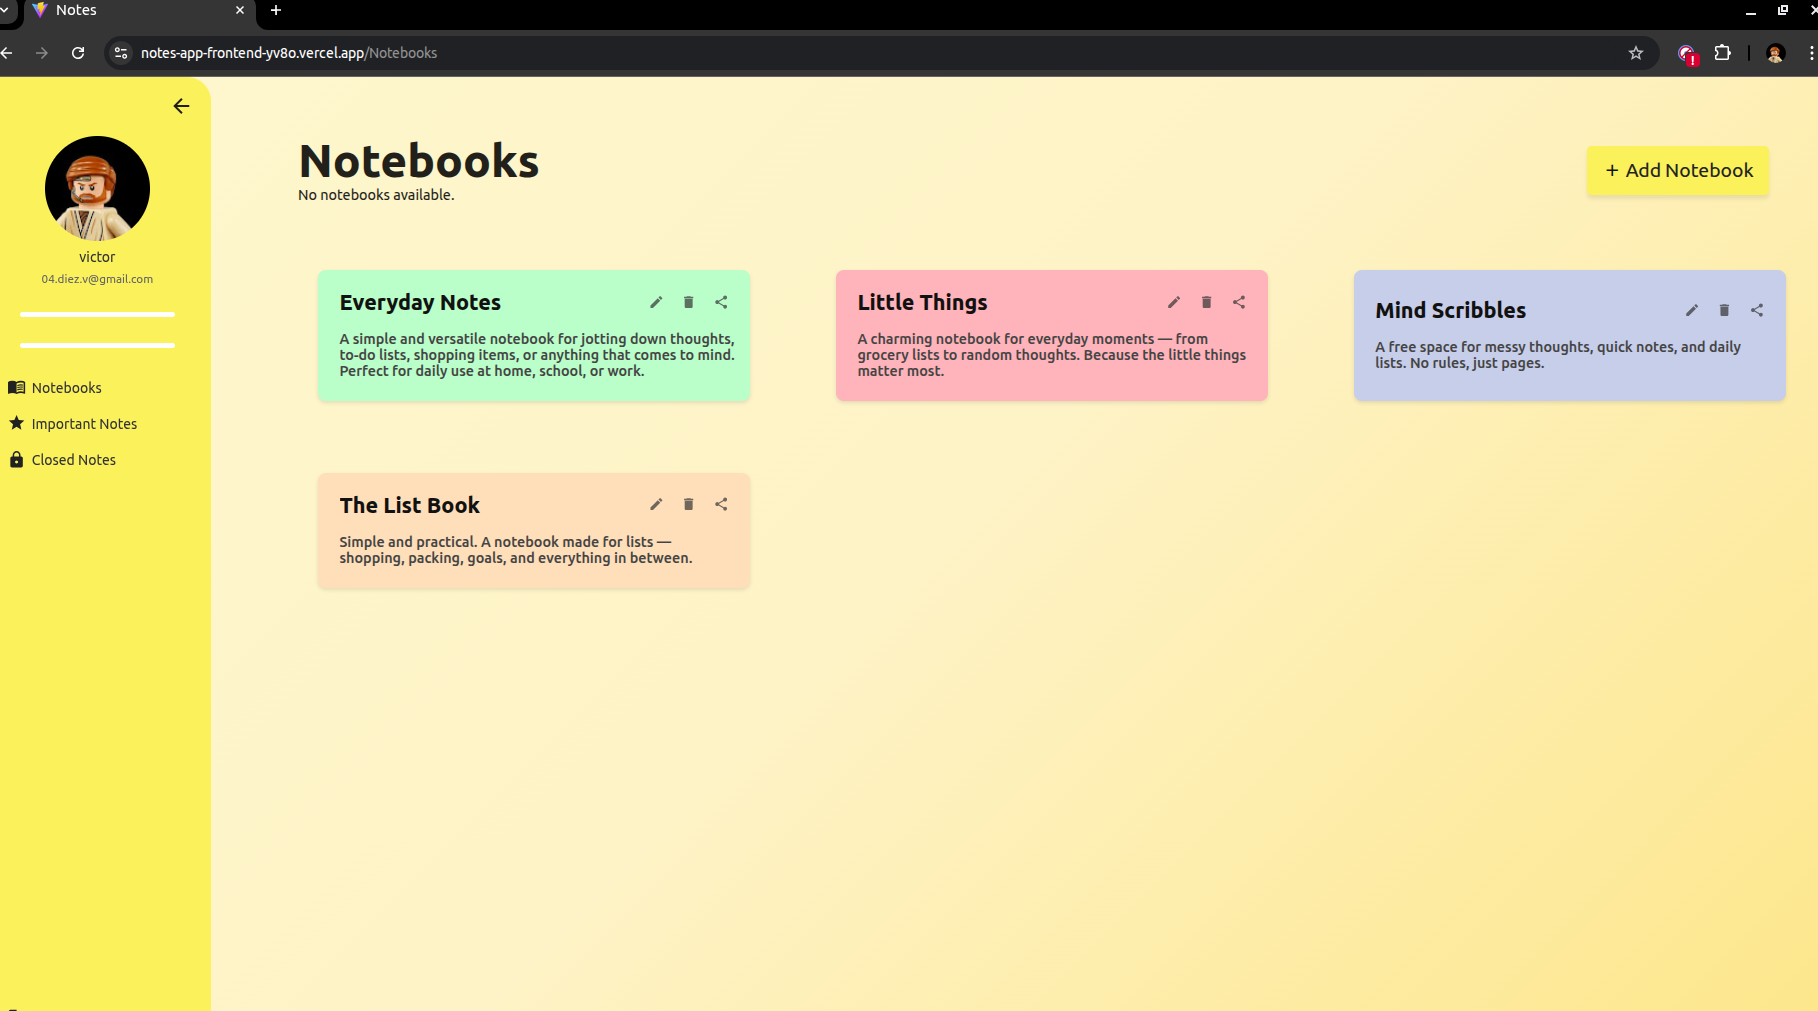 Notes
notes-app-frontend-yv8o.vercel.app/Notebooks
victor
04.diez.v@gmail.com
Notebooks
Important Notes
Closed Notes
Notebooks
No notebooks available.
+ Add Notebook
Everyday Notes
A simple and versatile notebook for jotting down thoughts,
to-do lists, shopping items, or anything that comes to mind.
Perfect for daily use at home, school, or work.
Little Things
A charming notebook for everyday moments — from
grocery lists to random thoughts. Because the little things
matter most.
Mind Scribbles
A free space for messy thoughts, quick notes, and daily
lists. No rules, just pages.
The List Book
Simple and practical. A notebook made for lists —
shopping, packing, goals, and everything in between.